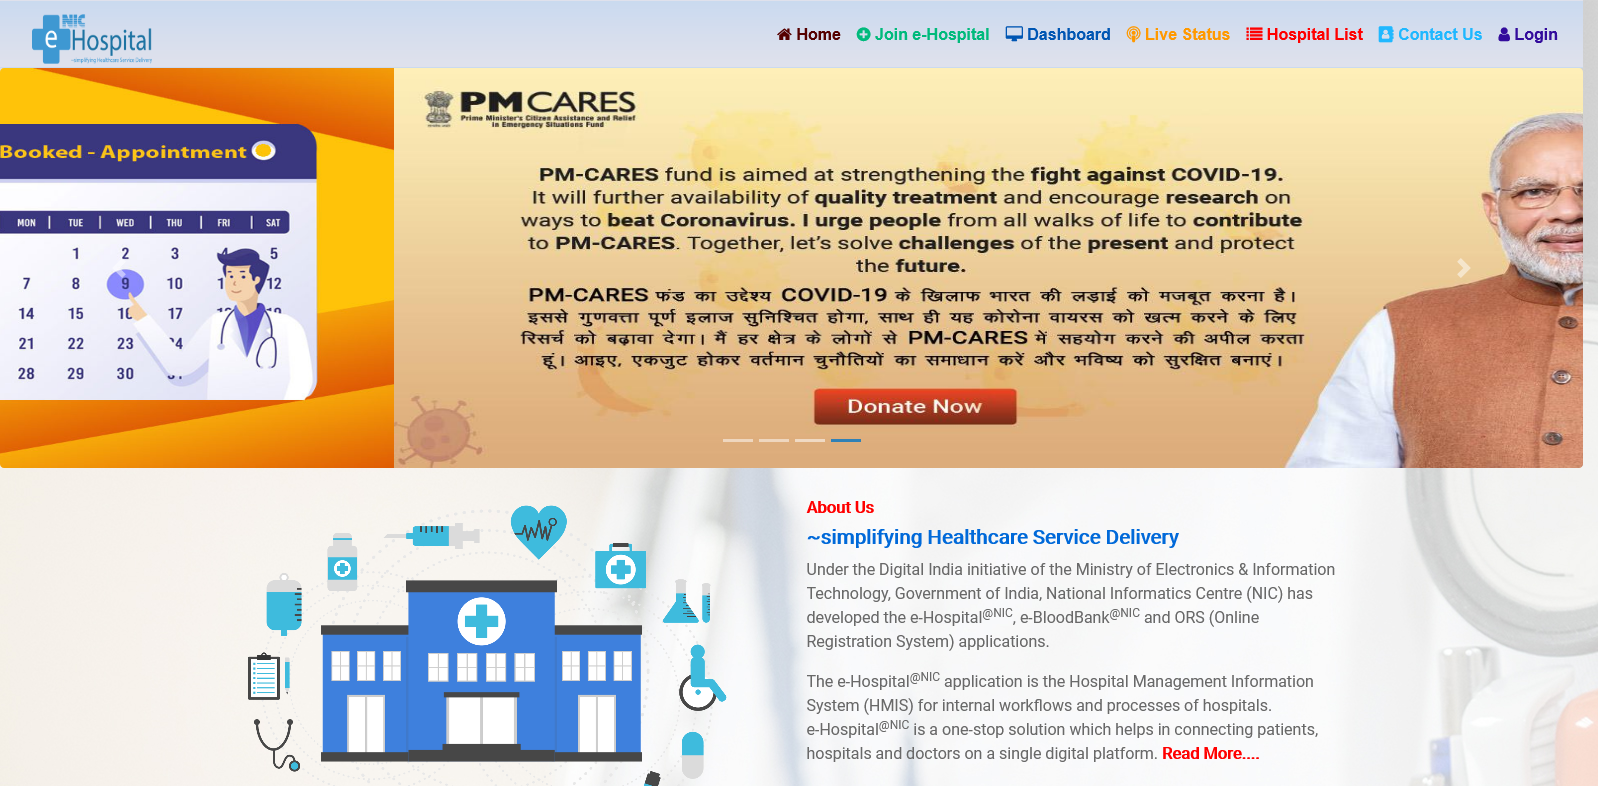 NIC
e Hospital
~simplifying Healthcare Service Delivery
Home Join e-Hospital Dashboard Live Status Hospital List Contact Us Login
Booked - Appointment
MON | TUE | WED | THU | FRI | SAT
1 2 3 4 5
7 8 9 10 12
14 15 16 17
21 22 23 24
28 29 30 31
PM CARES
Prime Minister's Citizen Assistance and Relief
in Emergency Situations Fund
PM-CARES fund is aimed at strengthening the fight against COVID-19.
It will further availability of quality treatment and encourage research on
ways to beat Coronavirus. I urge people from all walks of life to contribute
to PM-CARES. Together, let's solve challenges of the present and protect
the future.
PM-CARES फंड का उद्देश्य COVID-19 के खिलाफ भारत की लड़ाई को मजबूत करना है।
इससे गुणवत्ता पूर्ण इलाज सुनिश्चित होगा, साथ ही यह कोरोना वायरस को खत्म करने के लिए
रिसर्च को बढ़ावा देगा। मैं हर क्षेत्र के लोगों से PM-CARES में सहयोग करने की अपील करता
हूं। आइए, एकजुट होकर वर्तमान चुनौतियों का समाधान करें और भविष्य को सुरक्षित बनाएं।
Donate Now
About Us
~simplifying Healthcare Service Delivery
Under the Digital India initiative of the Ministry of Electronics & Information
Technology, Government of India, National Informatics Centre (NIC) has
developed the e-Hospital@NIC, e-BloodBank@NIC and ORS (Online
Registration System) applications.
The e-Hospital@NIC application is the Hospital Management Information
System (HMIS) for internal workflows and processes of hospitals.
e-Hospital@NIC is a one-stop solution which helps in connecting patients,
hospitals and doctors on a single digital platform. Read More....